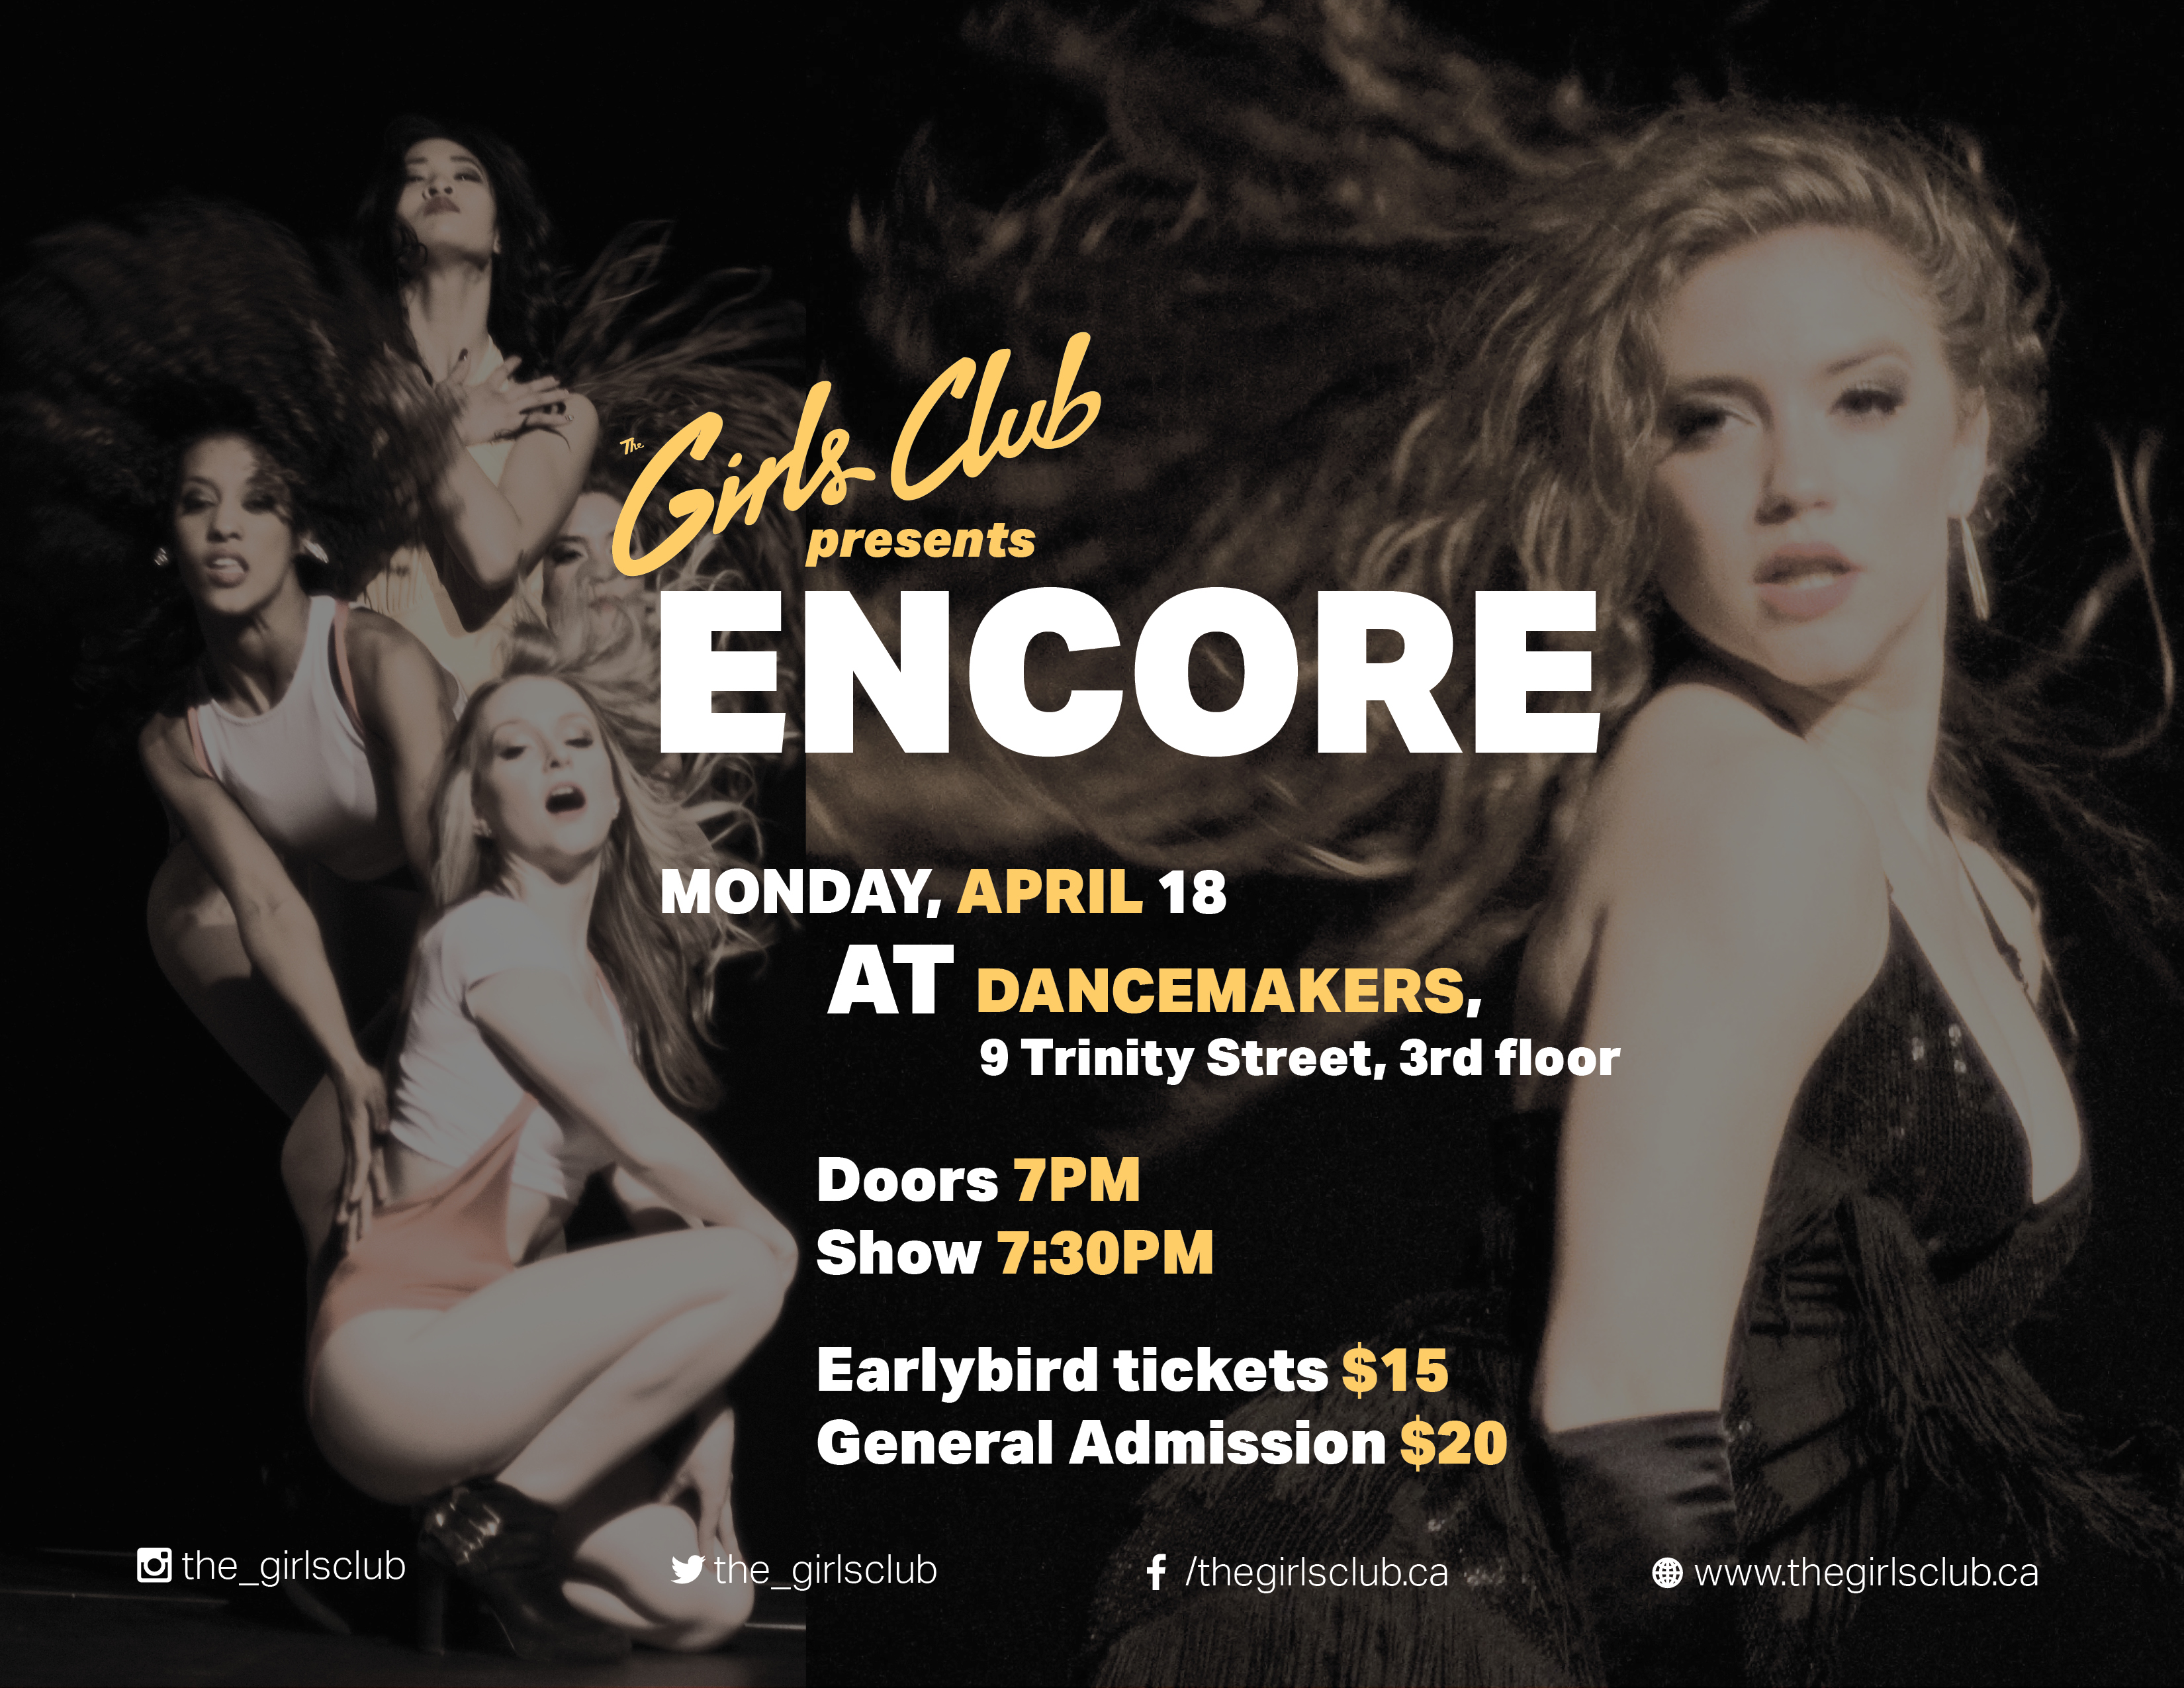 The Girls Club
presents
ENCORE
MONDAY, APRIL 18
AT DANCEMAKERS,
9 Trinity Street, 3rd floor
Doors 7PM
Show 7:30PM
Earlybird tickets $15
General Admission $20
the_girlsclub
the_girlsclub
/thegirlsclub.ca
www.thegirlsclub.ca